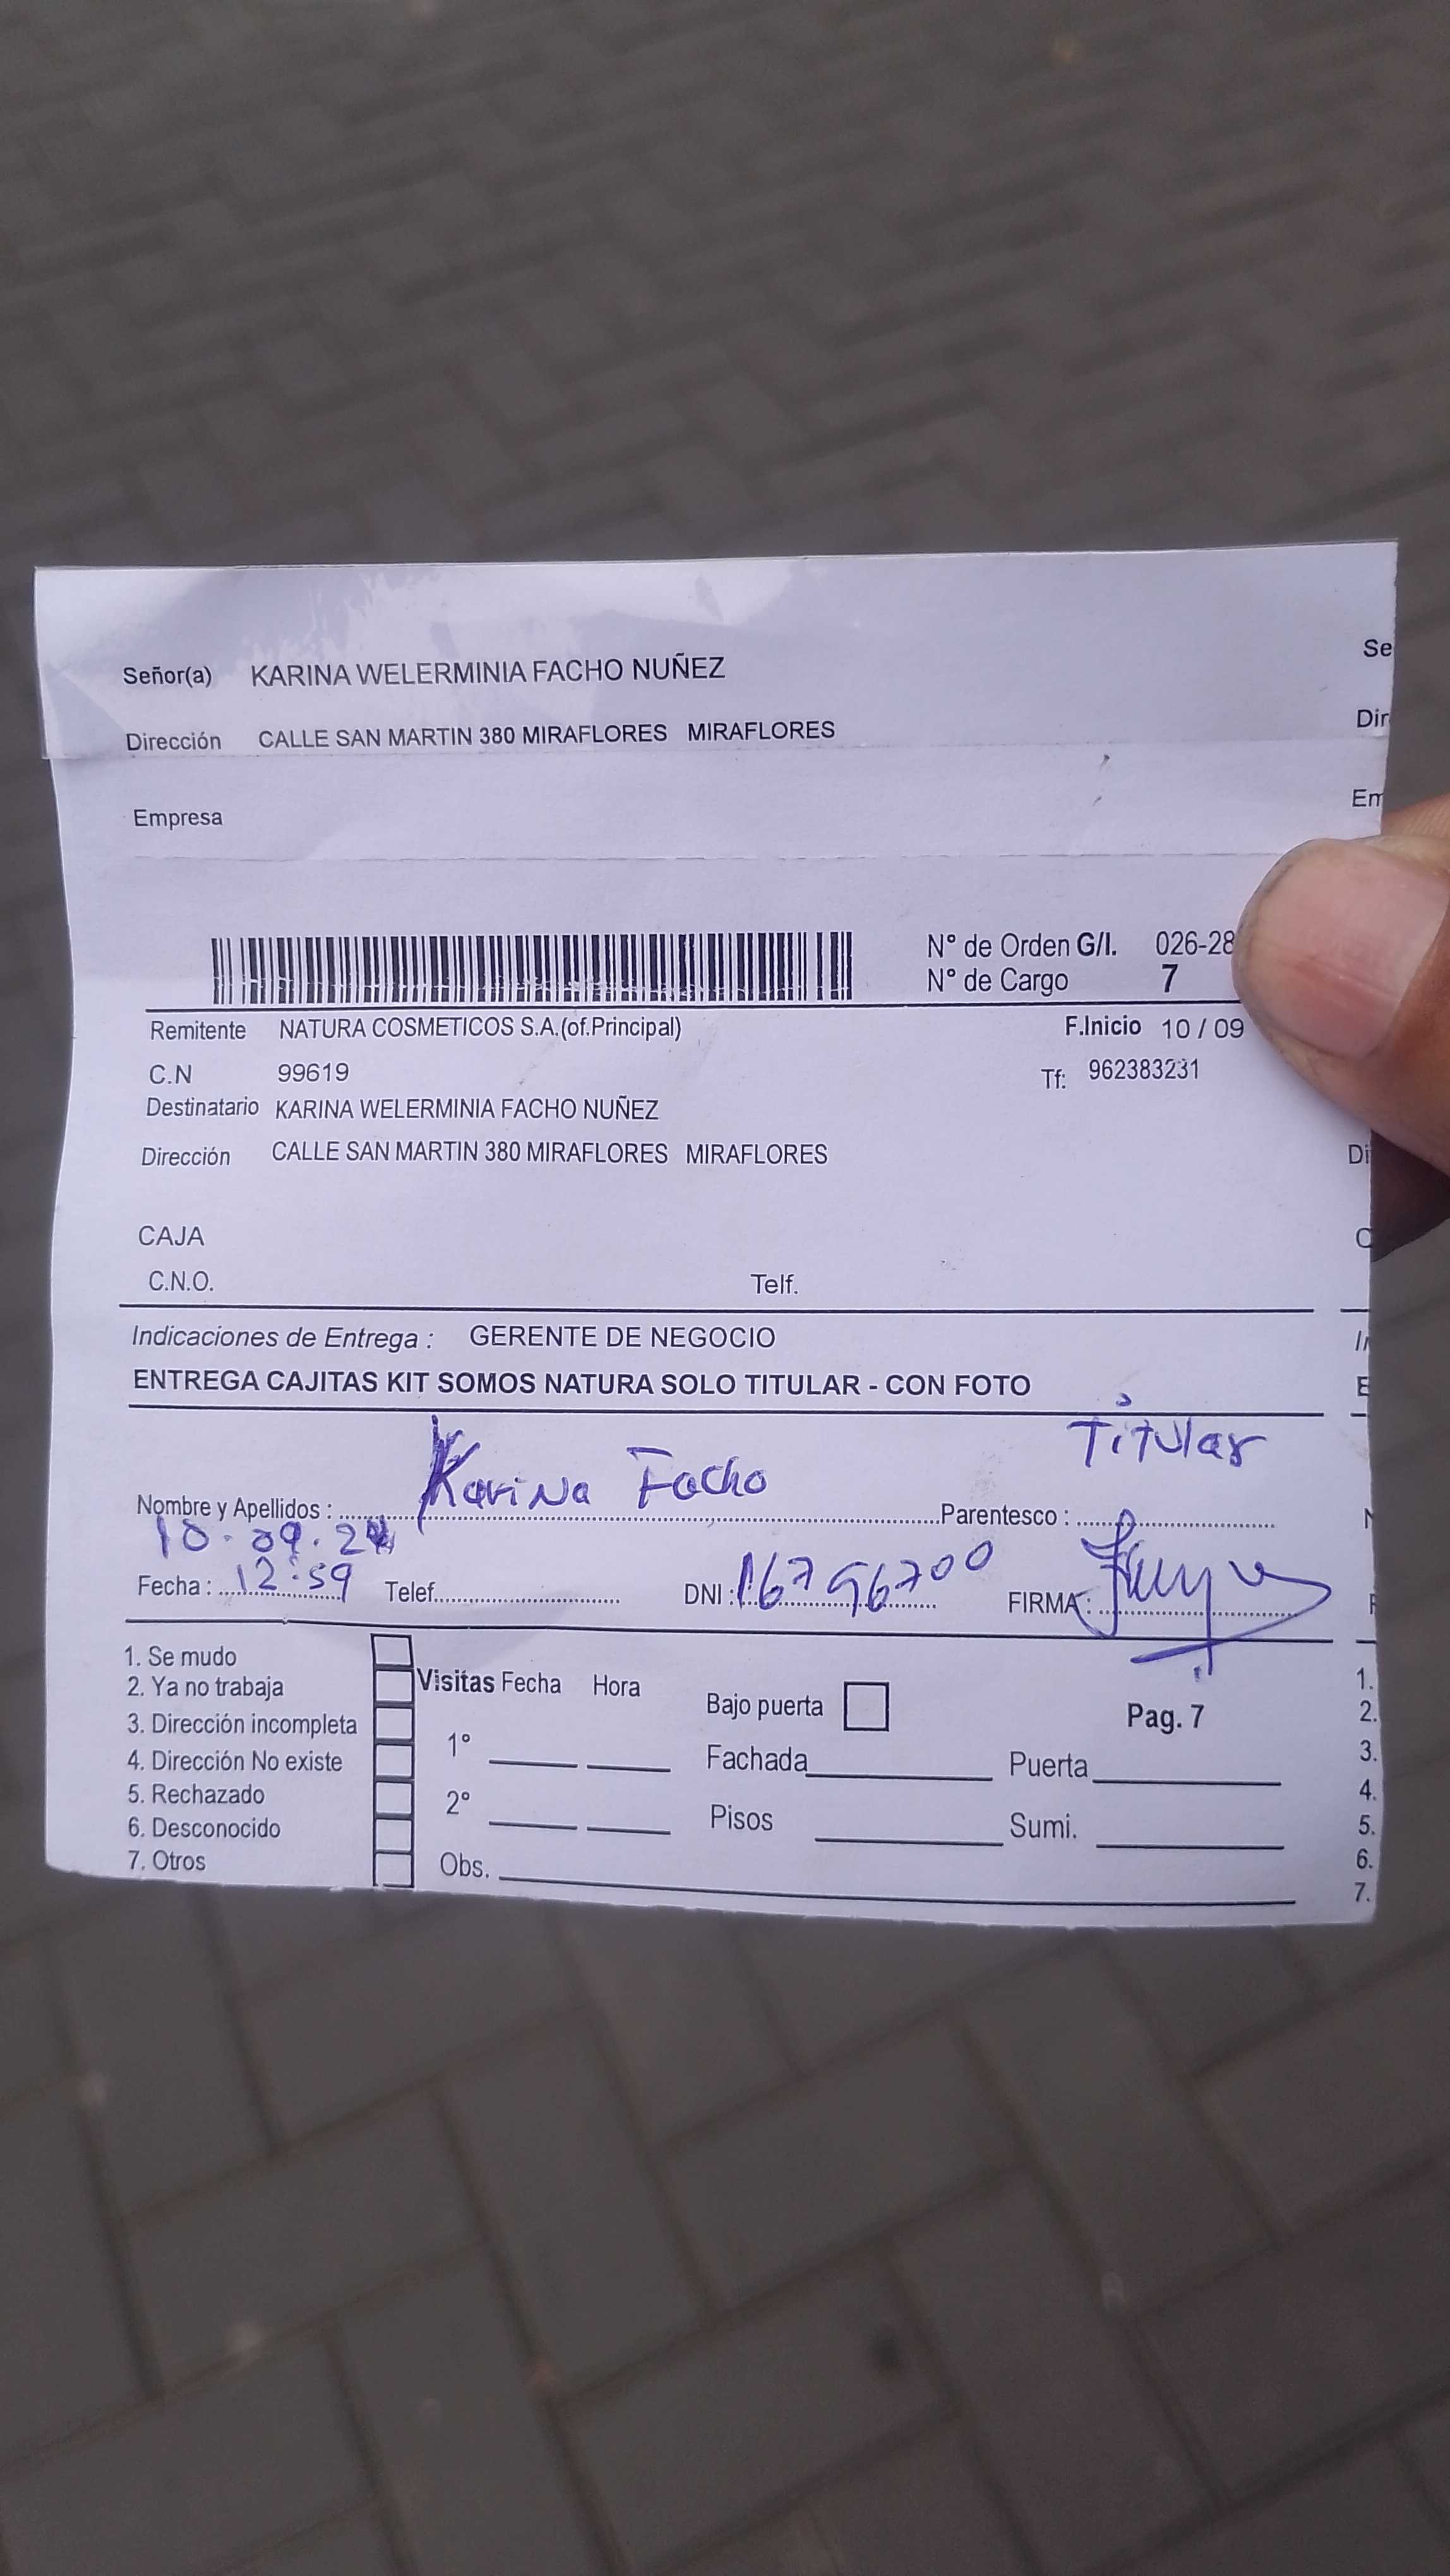 Señor(a) KARINA WELERMINIA FACHO NUÑEZ
Se
Dirección CALLE SAN MARTIN 380 MIRAFLORES MIRAFLORES
Dir
Empresa
Em
N° de Orden G/I. 026-28
N° de Cargo 7
Remitente NATURA COSMETICOS S.A.(of.Principal) F.Inicio 10 / 09
C.N 99619 Tf: 962383231
Destinatario KARINA WELERMINIA FACHO NUÑEZ
Dirección CALLE SAN MARTIN 380 MIRAFLORES MIRAFLORES
Di
CAJA
C
C.N.O. Telf.
Indicaciones de Entrega : GERENTE DE NEGOCIO
ENTREGA CAJITAS KIT SOMOS NATURA SOLO TITULAR - CON FOTO
E
Nombre y Apellidos : Karina Facho Parentesco : Titular
10-09-24
Fecha : 12:59 Telef. DNI : 16796700 FIRMA :
1. Se mudo
2. Ya no trabaja
3. Dirección incompleta
4. Dirección No existe
5. Rechazado
6. Desconocido
7. Otros
Visitas Fecha Hora
1°
2°
Obs.
Bajo puerta
Pag. 7
Fachada Puerta
Pisos Sumi.
1.
2.
3.
4.
5.
6.
7.